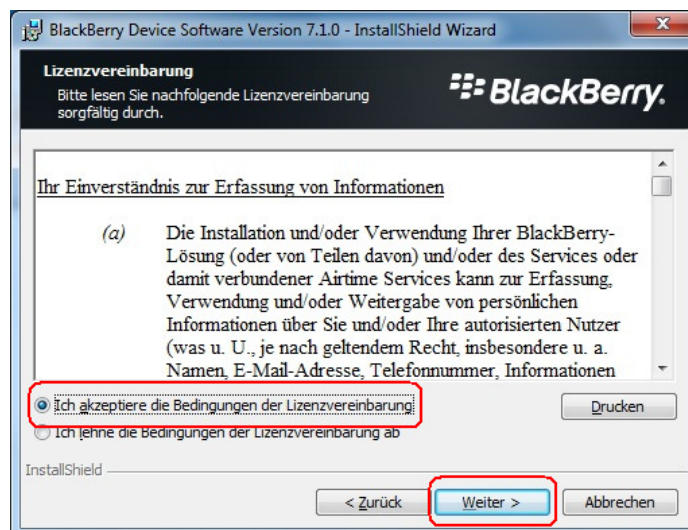 BlackBerry Device Software Version 7.1.0 - InstallShield Wizard
Lizenzvereinbarung
Bitte lesen Sie nachfolgende Lizenzvereinbarung
sorgfältig durch.
BlackBerry.
Ihr Einverständnis zur Erfassung von Informationen
(a) Die Installation und/oder Verwendung Ihrer BlackBerry-
Lösung (oder von Teilen davon) und/oder des Services oder
damit verbundener Airtime Services kann zur Erfassung,
Verwendung und/oder Weitergabe von persönlichen
Informationen über Sie und/oder Ihre autorisierten Nutzer
(was u. U., je nach geltendem Recht, insbesondere u. a.
Namen, E-Mail-Adresse, Telefonnummer, Informationen
Ich akzeptiere die Bedingungen der Lizenzvereinbarung
Drucken
Ich lehne die Bedingungen der Lizenzvereinbarung ab
InstallShield
< Zurück Weiter > Abbrechen